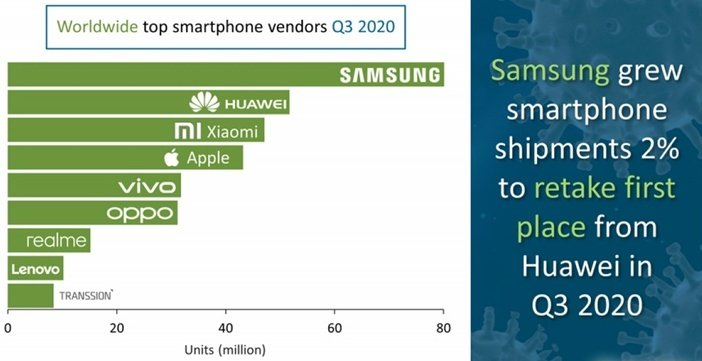 Worldwide top smartphone vendors Q3 2020
SAMSUNG
HUAWEI
mi Xiaomi
Apple
vivo
oppo
realme
Lenovo
TRANSSION
0 20 40 60 80
Units (million)
Samsung grew
smartphone
shipments 2%
to retake first
place from
Huawei in
Q3 2020